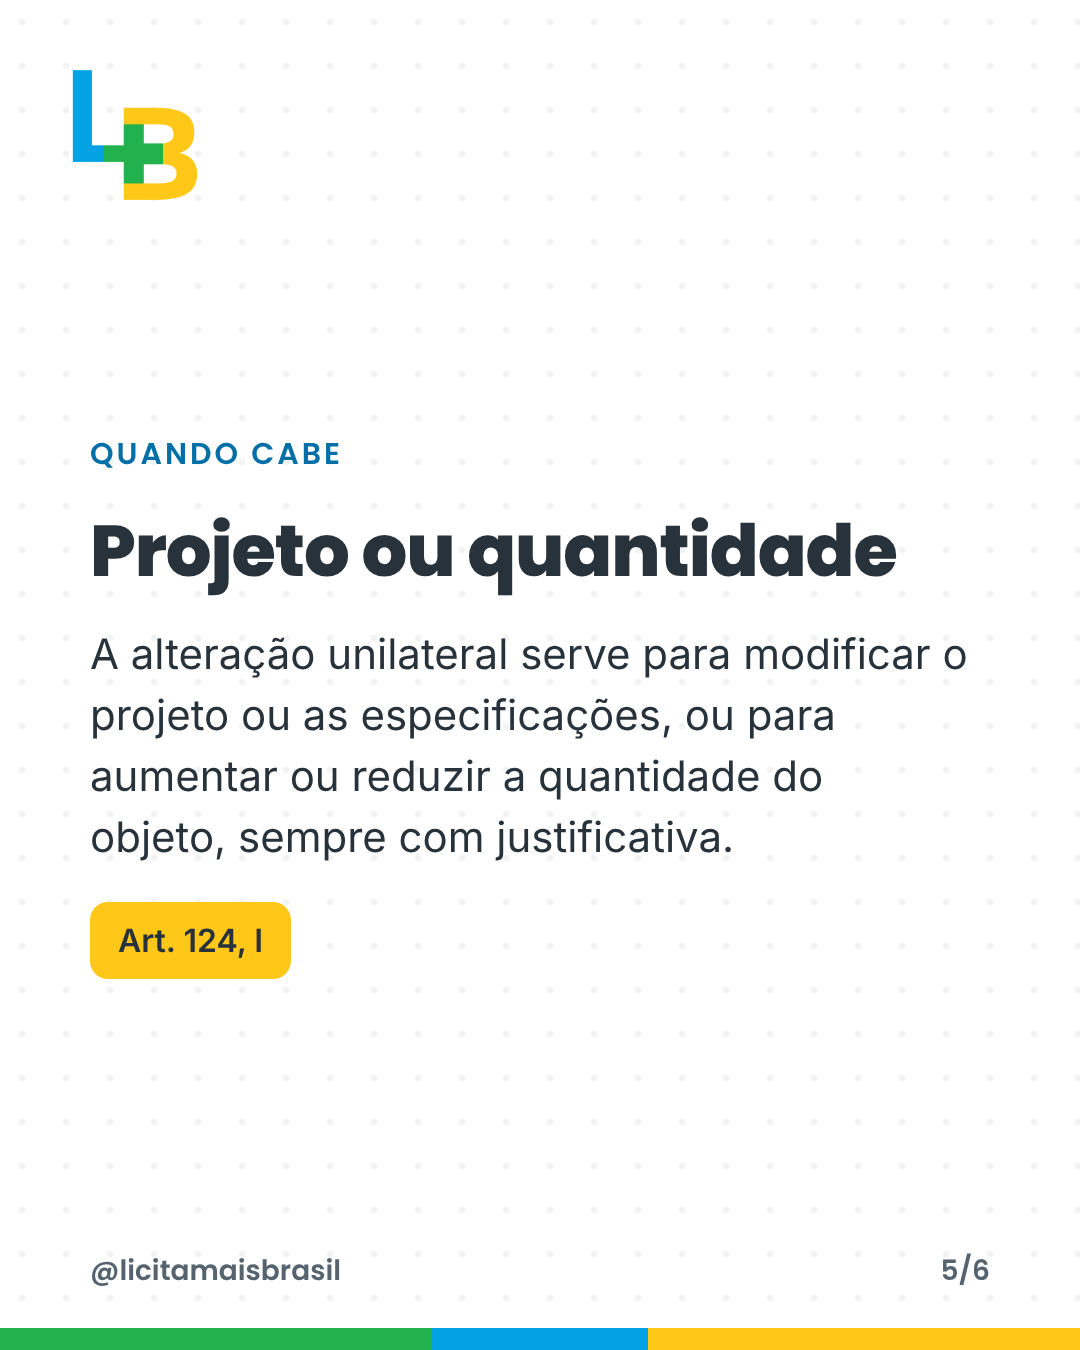 L+B
QUANDO CABE
Projeto ou quantidade
A alteração unilateral serve para modificar o
projeto ou as especificações, ou para
aumentar ou reduzir a quantidade do
objeto, sempre com justificativa.
Art. 124, I
@licitamaisbrasil
5/6